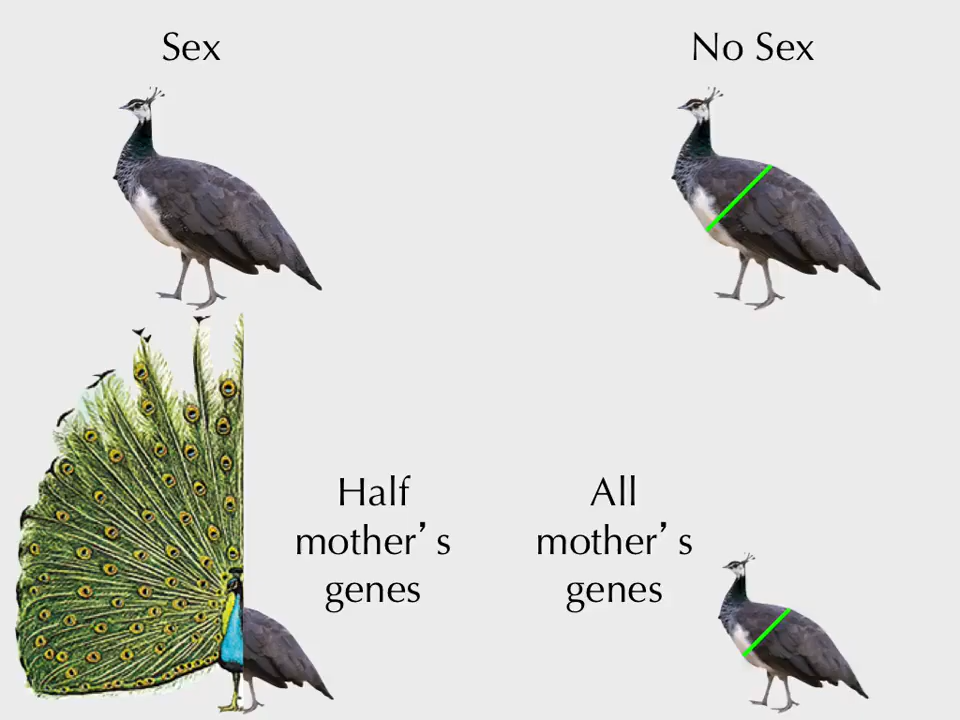 Sex
No Sex
Half
mother’s
genes
All
mother’s
genes